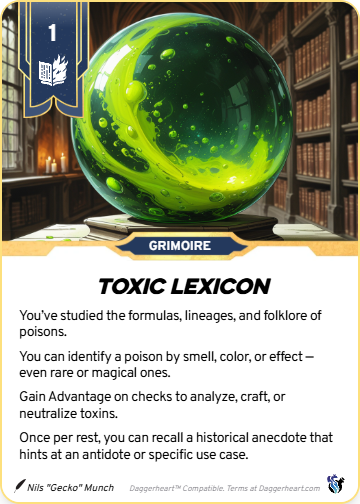 1
GRIMOIRE
TOXIC LEXICON
You've studied the formulas, lineages, and folklore of
poisons.
You can identify a poison by smell, color, or effect —
even rare or magical ones.
Gain Advantage on checks to analyze, craft, or
neutralize toxins.
Once per rest, you can recall a historical anecdote that
hints at an antidote or specific use case.
Nils "Gecko" Munch
Daggerheart™ Compatible. Terms at Daggerheart.com